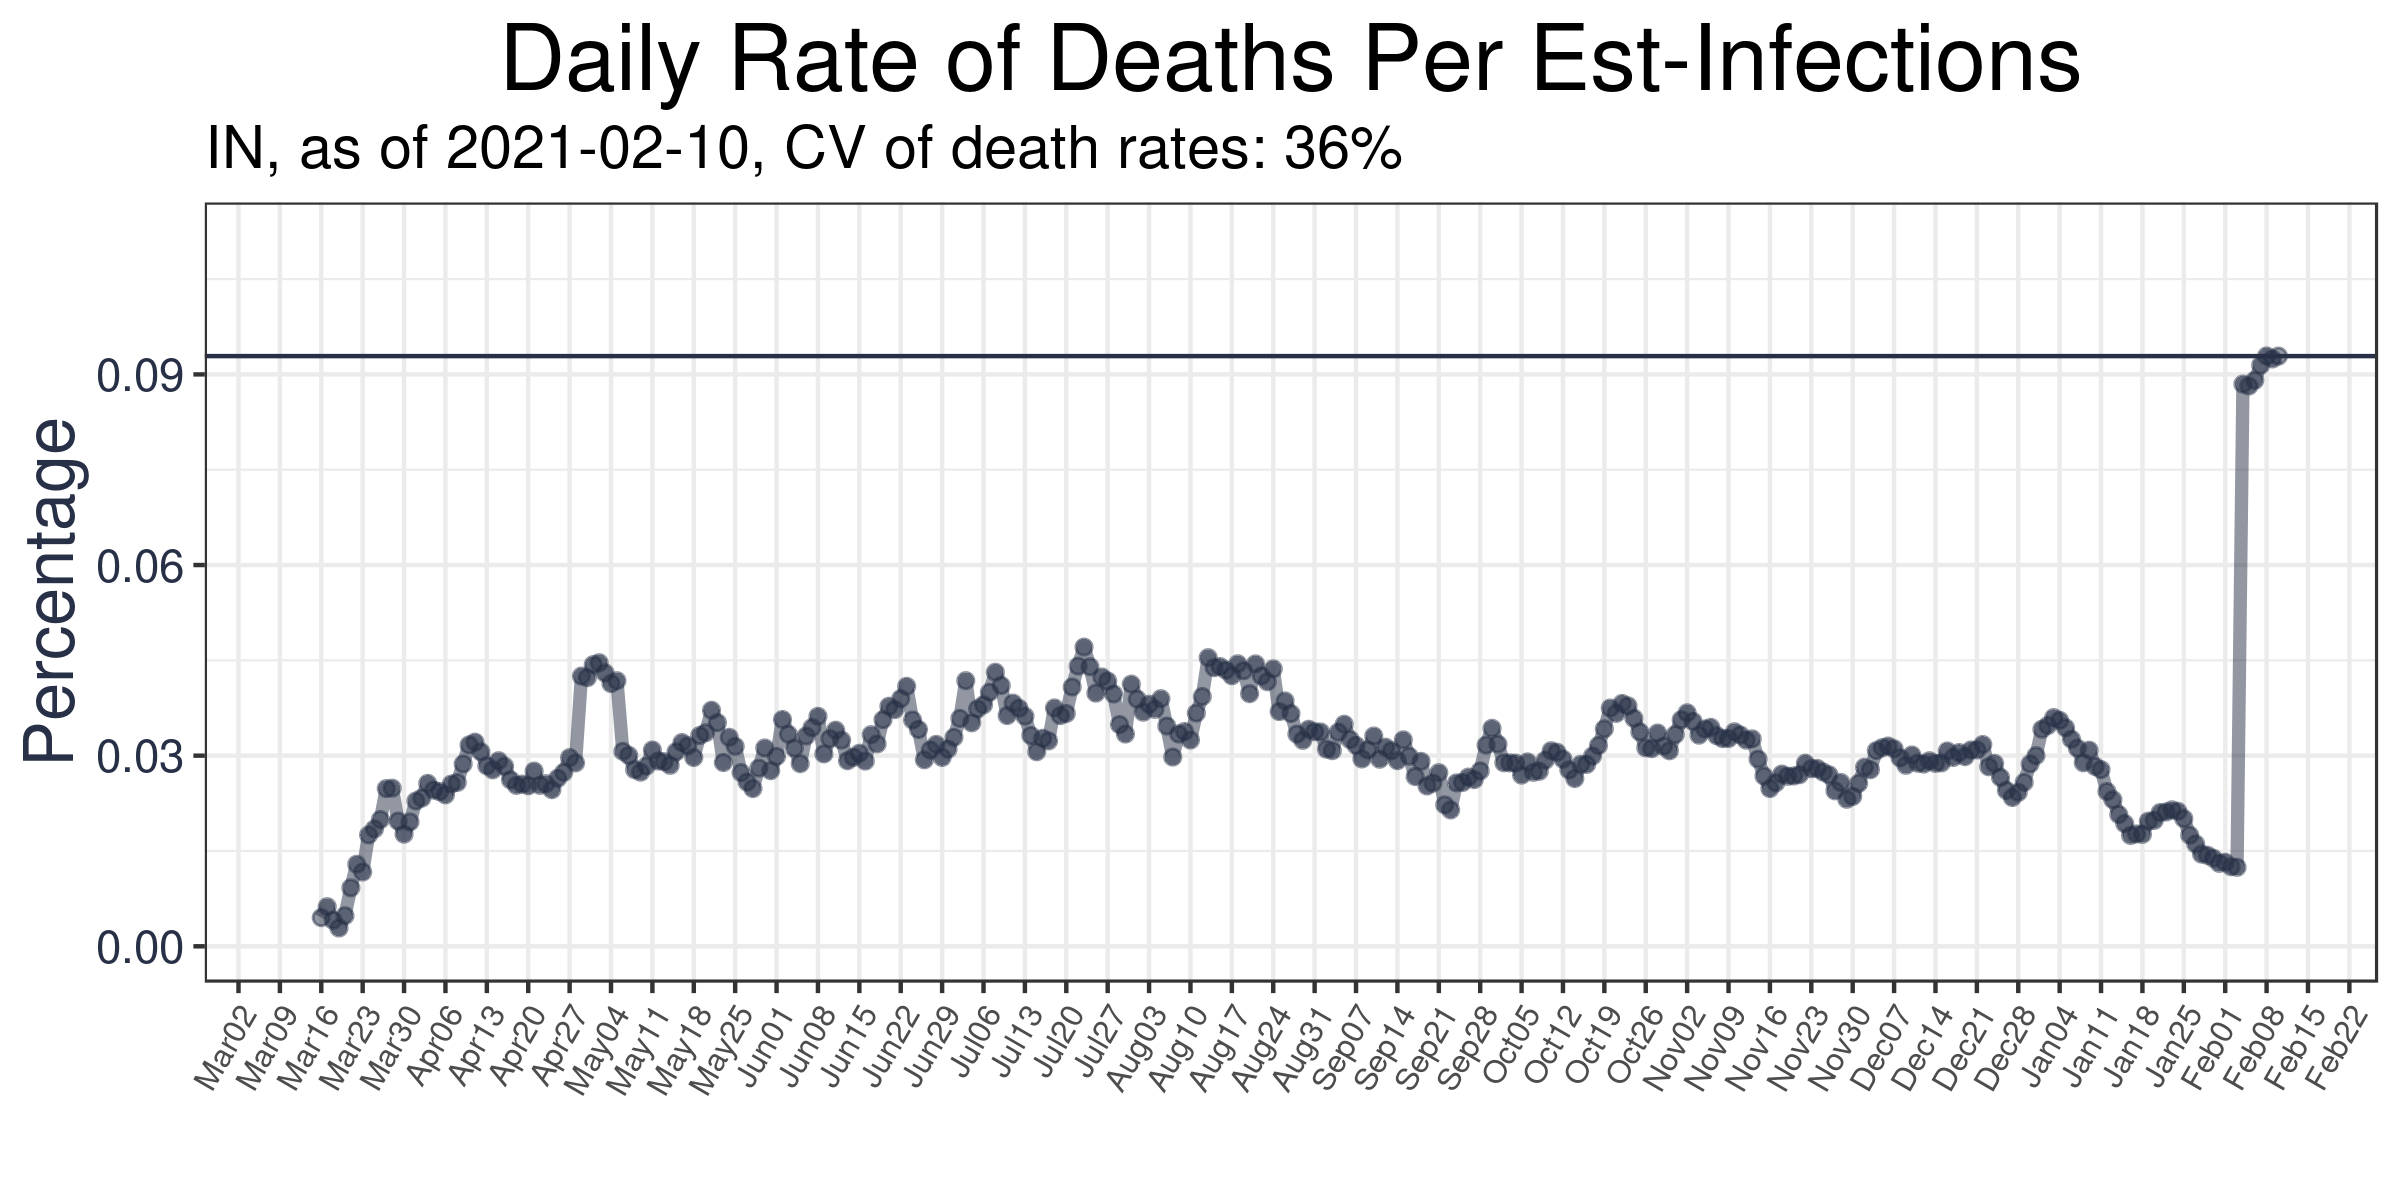 Daily Rate of Deaths Per Est-Infections
IN, as of 2021-02-10, CV of death rates: 36%
Percentage
0.09
0.06
0.03
0.00
Mar02
Mar09
Mar16
Mar23
Mar30
Apr06
Apr13
Apr20
Apr27
May04
May11
May18
May25
Jun01
Jun08
Jun15
Jun22
Jun29
Jul06
Jul13
Jul20
Jul27
Aug03
Aug10
Aug17
Aug24
Aug31
Sep07
Sep14
Sep21
Sep28
Oct05
Oct12
Oct19
Oct26
Nov02
Nov09
Nov16
Nov23
Nov30
Dec07
Dec14
Dec21
Dec28
Jan04
Jan11
Jan18
Jan25
Feb01
Feb08
Feb15
Feb22